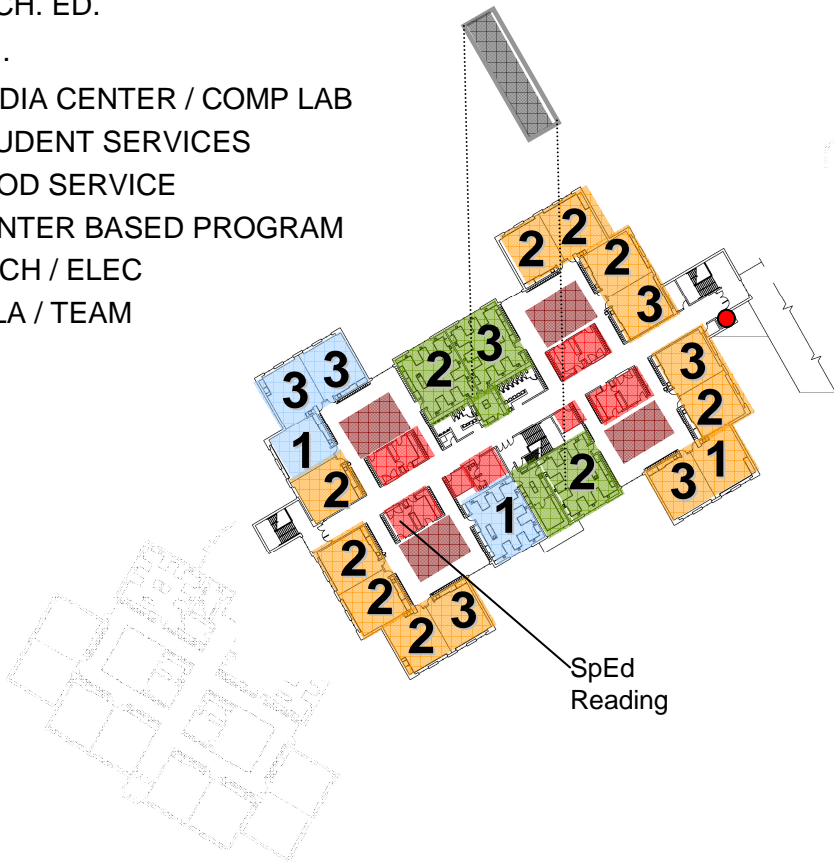 CH. ED.
.
DIA CENTER / COMP LAB
UDENT SERVICES
OD SERVICE
NTER BASED PROGRAM
CH / ELEC
LA / TEAM
2
2
2
3
3
2
1
3
2
3
3
3
1
2
2
1
2
2
2
3
SpEd
Reading